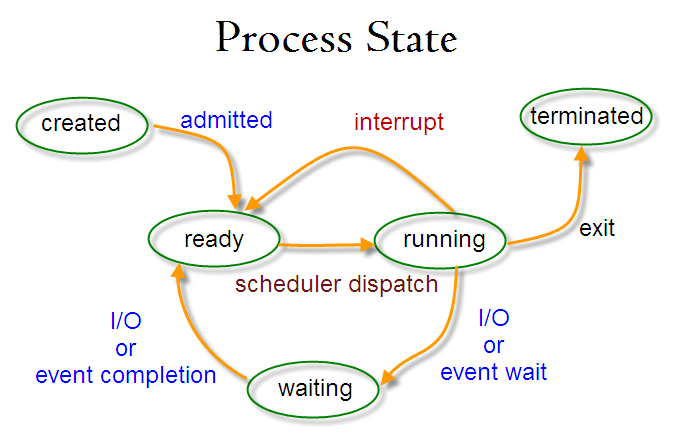 Process State
created
admitted
interrupt
terminated
ready
running
exit
scheduler dispatch
I/O
or
event completion
I/O
or
event wait
waiting